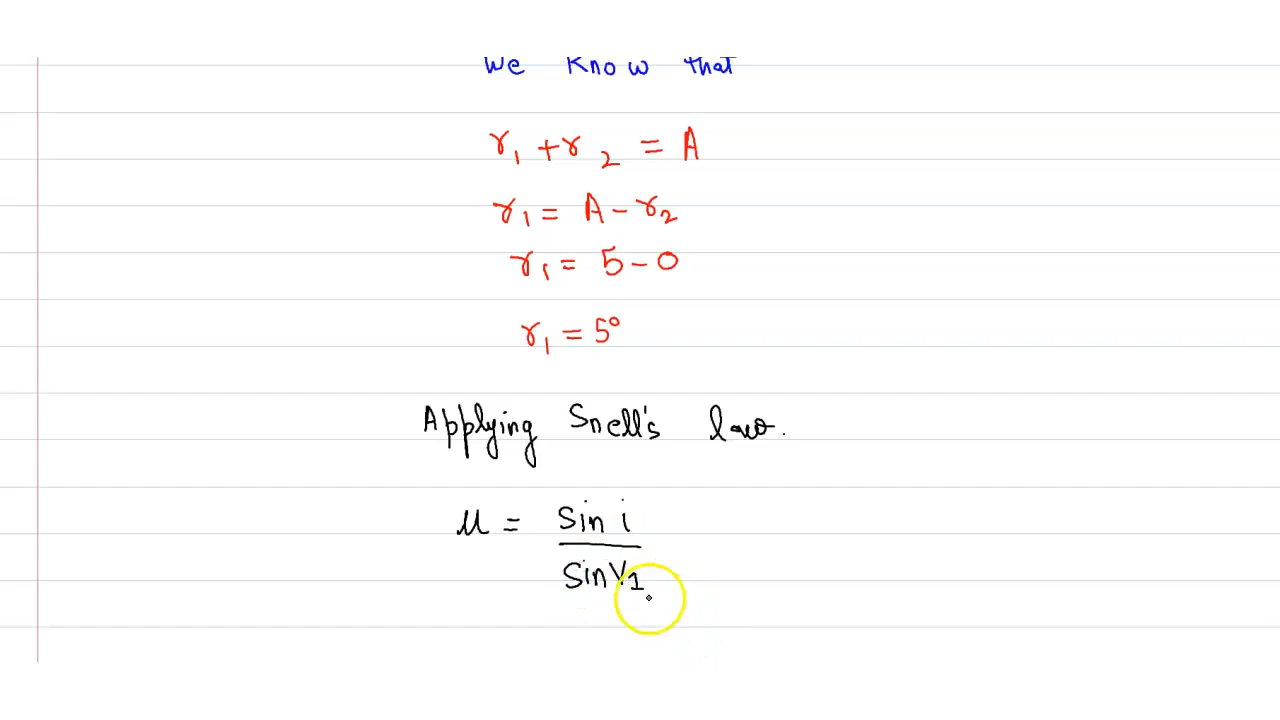 We Know that
r₁ + r₂ = A
r₁ = A - r₂
r₁ = 5 - 0
r₁ = 5°
Applying Snell's law.
μ = Sin i
Sin r₁